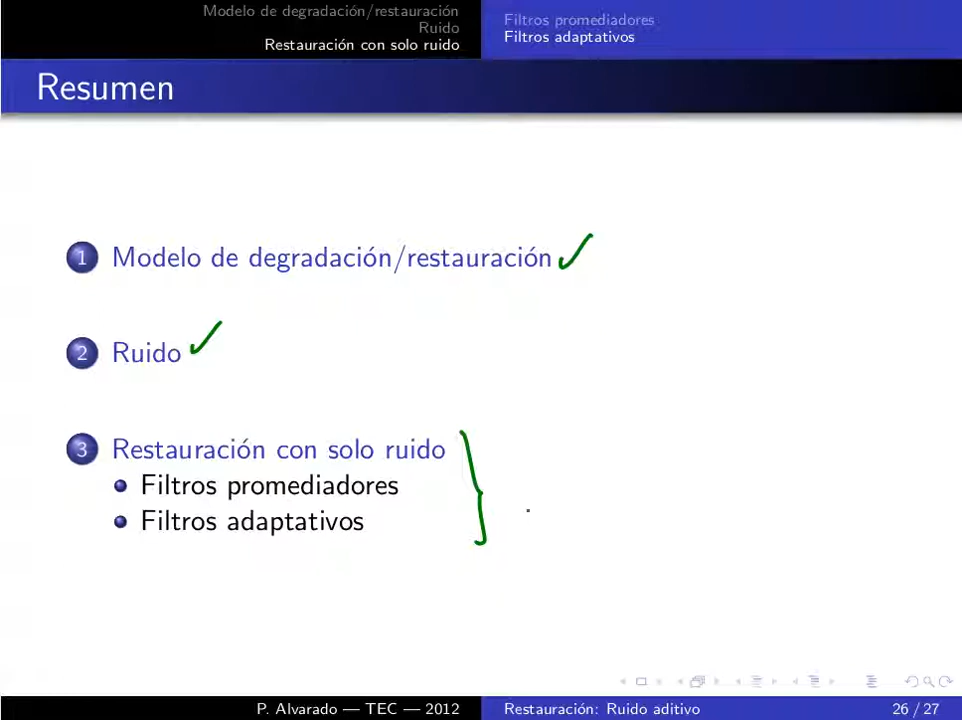 Modelo de degradación/restauración
Ruido
Restauración con solo ruido
Filtros promediadores
Filtros adaptativos
Resumen
1 Modelo de degradación/restauración
2 Ruido
3 Restauración con solo ruido
Filtros promediadores
Filtros adaptativos
P. Alvarado — TEC — 2012
Restauración: Ruido aditivo
26 / 27